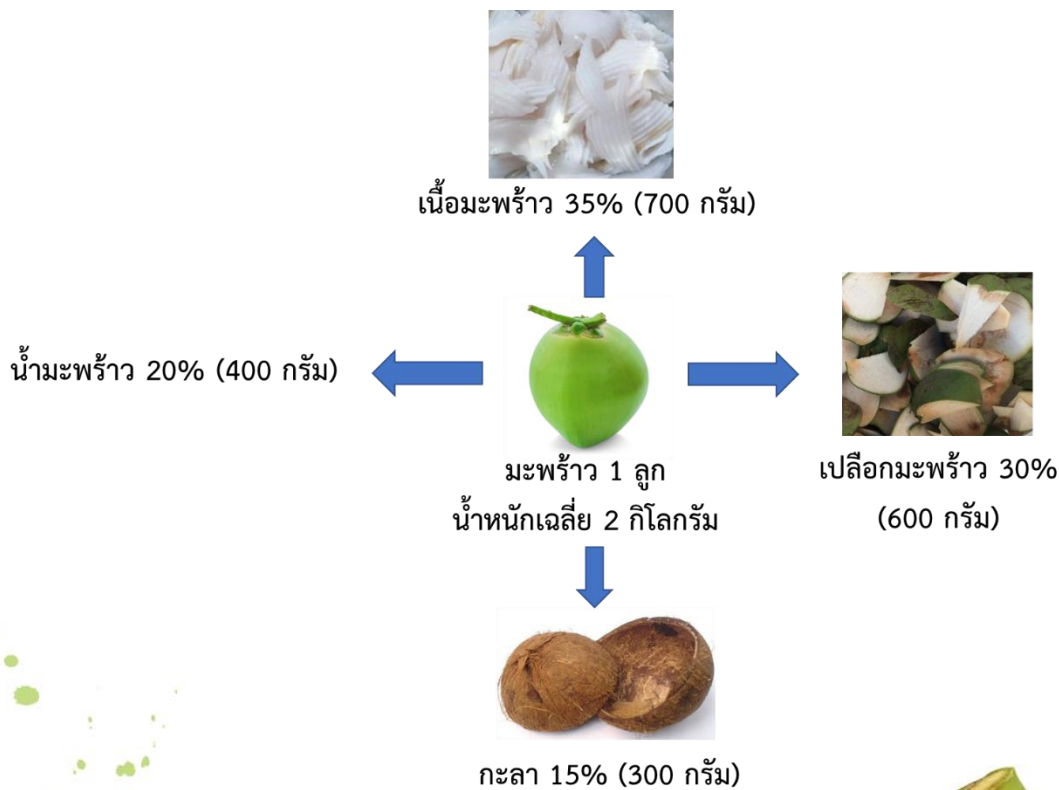 เนื้อมะพร้าว 35% (700 กรัม)
น้ำมะพร้าว 20% (400 กรัม)
มะพร้าว 1 ลูก
น้ำหนักเฉลี่ย 2 กิโลกรัม
เปลือกมะพร้าว 30%
(600 กรัม)
กะลา 15% (300 กรัม)